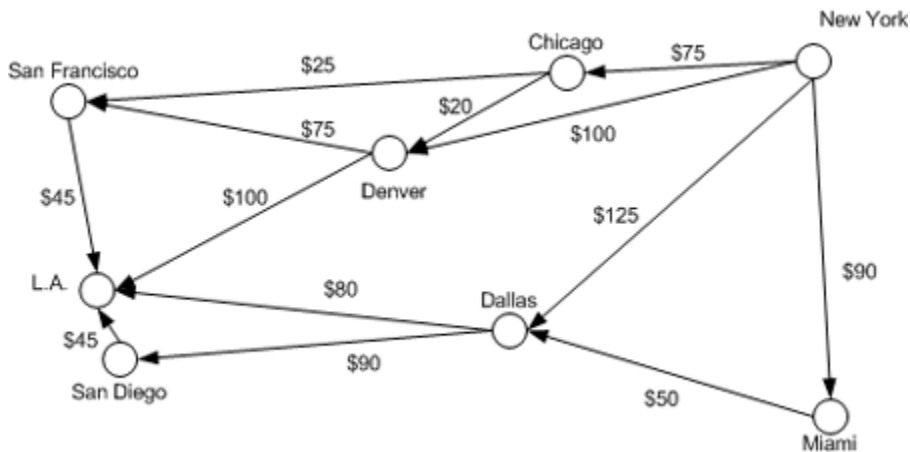 New York
Chicago
$75
San Francisco
$25
$20
$75
$100
Denver
$45
$100
$125
L.A.
$80
Dallas
$90
$45
$90
San Diego
$50
Miami